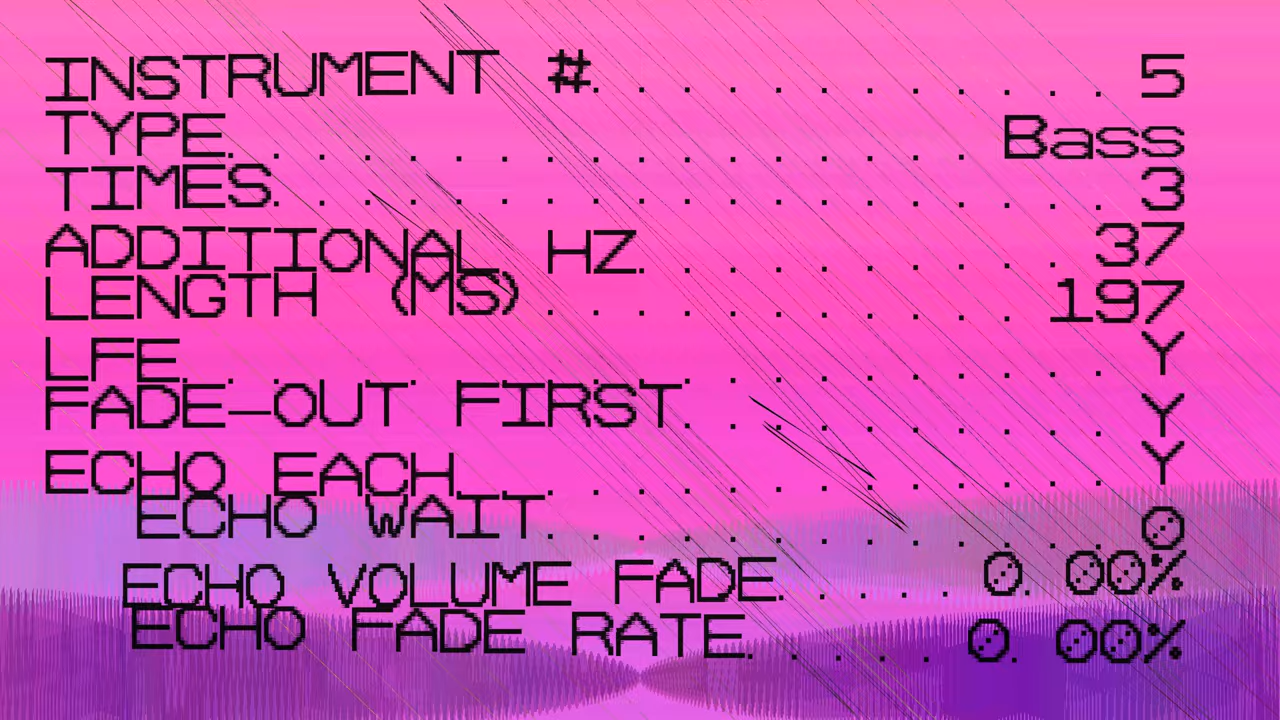 INSTRUMENT #. . . . . . . . . . . . 5
TYPE. . . . . . . . . . . . . . . . . Bass
TIMES. . . . . . . . . . . . . . . . . . . 3
ADDITIONAL HZ. . . . . . . . . . 37
LENGTH (MS) . . . . . . . . . . . 197
LFE. . . . . . . . . . . . . . . . . . . . . Y
FADE-OUT FIRST. . . . . . . . . . Y
ECHO EACH. . . . . . . . . . . . . . Y
ECHO WAIT. . . . . . . . . . . . 0
ECHO VOLUME FADE. . . . . 0.00%
ECHO FADE RATE. . . . . 0.00%